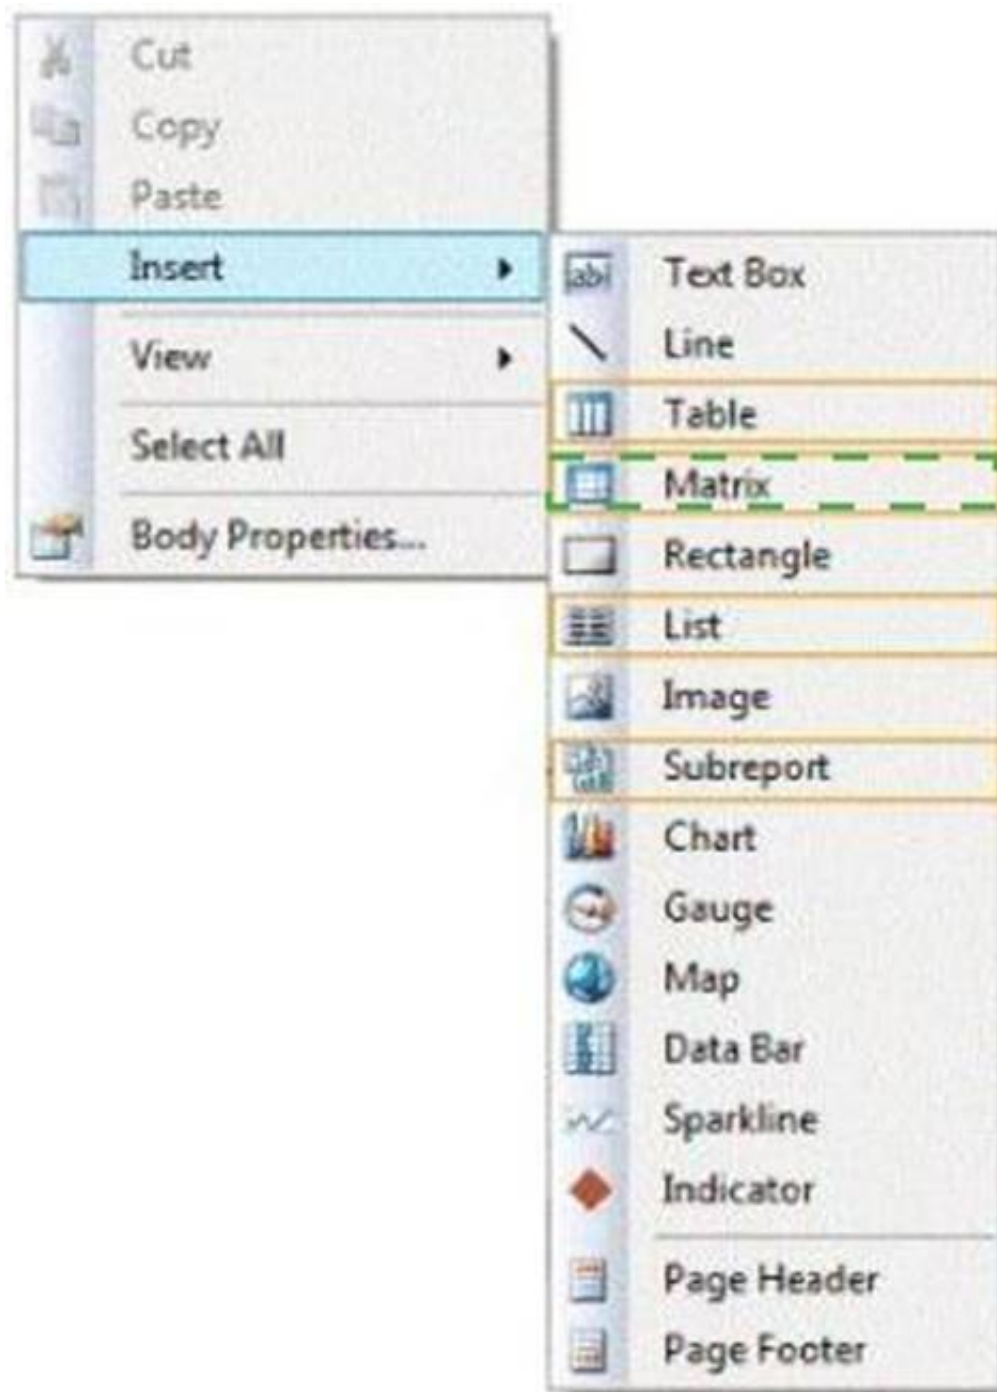 Cut
Copy
Paste
Insert
View
Select All
Body Properties...
Text Box
Line
Table
Matrix
Rectangle
List
Image
Subreport
Chart
Gauge
Map
Data Bar
Sparkline
Indicator
Page Header
Page Footer